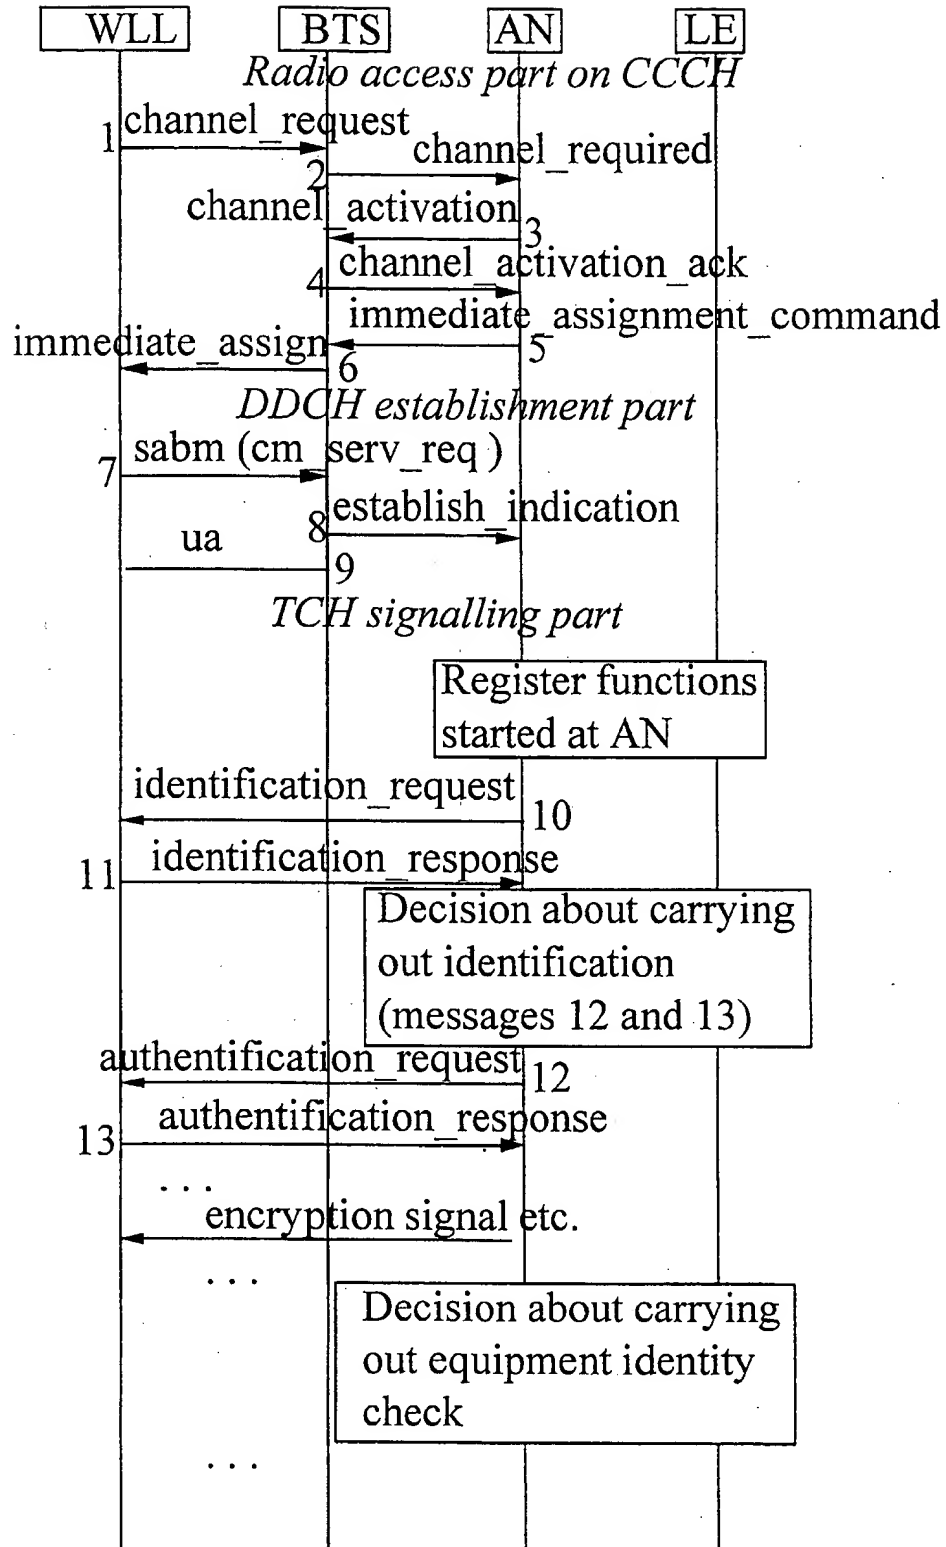 WLL BTS AN LE
Radio access part on CCCH
channel_request
1
channel_required
2
channel_activation
3
channel_activation_ack
4
immediate_assignment_command
5
immediate_assign
6
DDCH establishment part
sabm (cm_serv_req )
7
establish_indication
8
ua
9
TCH signalling part
Register functions
started at AN
identification_request
10
identification_response
11
Decision about carrying
out identification
(messages 12 and 13)
authentification_request
12
authentification_response
13
. . .
encryption signal etc.
. . .
Decision about carrying
out equipment identity
check
. . .